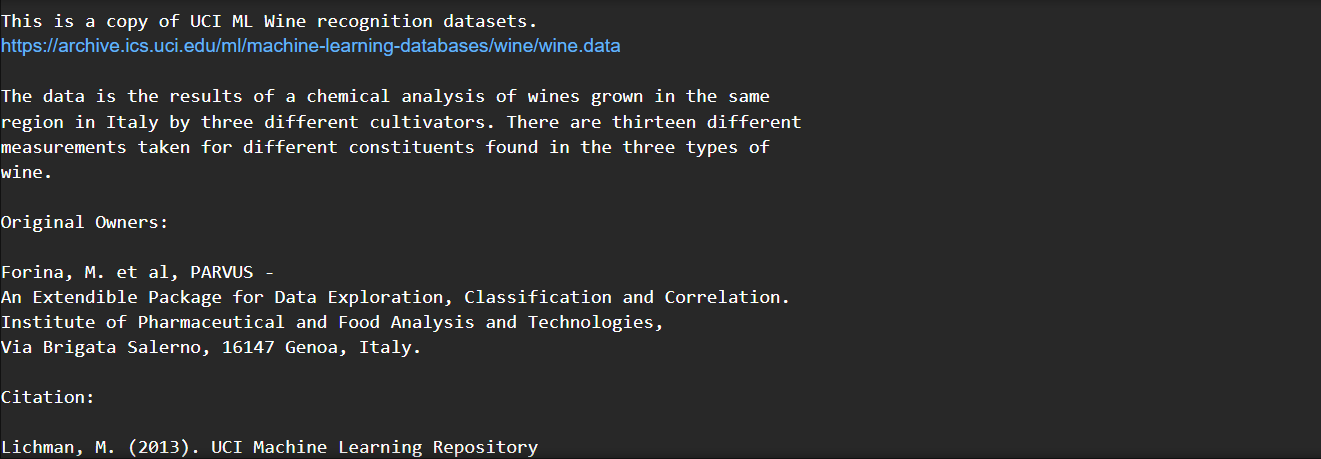 This is a copy of UCI ML Wine recognition datasets.
https://archive.ics.uci.edu/ml/machine-learning-databases/wine/wine.data
The data is the results of a chemical analysis of wines grown in the same
region in Italy by three different cultivators. There are thirteen different
measurements taken for different constituents found in the three types of
wine.
Original Owners:
Forina, M. et al, PARVUS -
An Extendible Package for Data Exploration, Classification and Correlation.
Institute of Pharmaceutical and Food Analysis and Technologies,
Via Brigata Salerno, 16147 Genoa, Italy.
Citation:
Lichman, M. (2013). UCI Machine Learning Repository